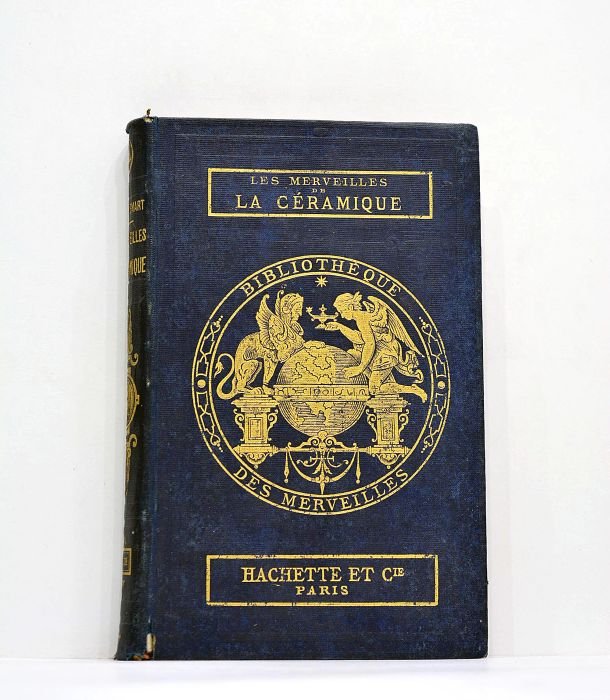 LES MERVEILLES
DE
LA CÉRAMIQUE
BIBLIOTHÈQUE
DES MERVEILLES
HACHETTE ET CIE
PARIS